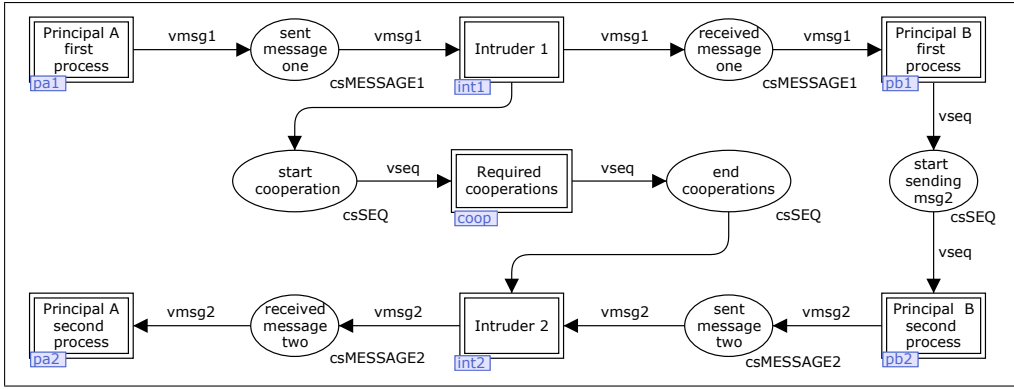 Principal A
first
process
pa1
vmsg1
sent
message
one
csMESSAGE1
vmsg1
Intruder 1
int1
vmsg1
received
message
one
csMESSAGE1
vmsg1
Principal B
first
process
pb1
vseq
start
cooperation
csSEQ
vseq
Required
cooperations
coop
vseq
end
cooperations
csSEQ
start
sending
msg2
csSEQ
vseq
Principal A
second
process
pa2
vmsg2
received
message
two
csMESSAGE2
vmsg2
Intruder 2
int2
vmsg2
sent
message
two
csMESSAGE2
vmsg2
Principal B
second
process
pb2